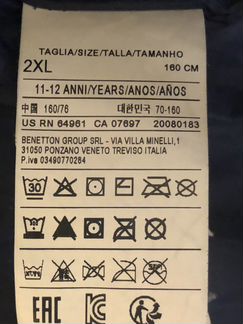 TAGLIA/SIZE/TALLA/TAMANHO
2XL 160 CM
11-12 ANNI/YEARS/ANOS/AÑOS
中国 160/76 대한민국 70-160
US RN 64961 CA 07697 20080183
BENETTON GROUP SRL - VIA VILLA MINELLI,1
31050 PONZANO VENETO TREVISO ITALIA
P.iva 03490770264
30
EAC